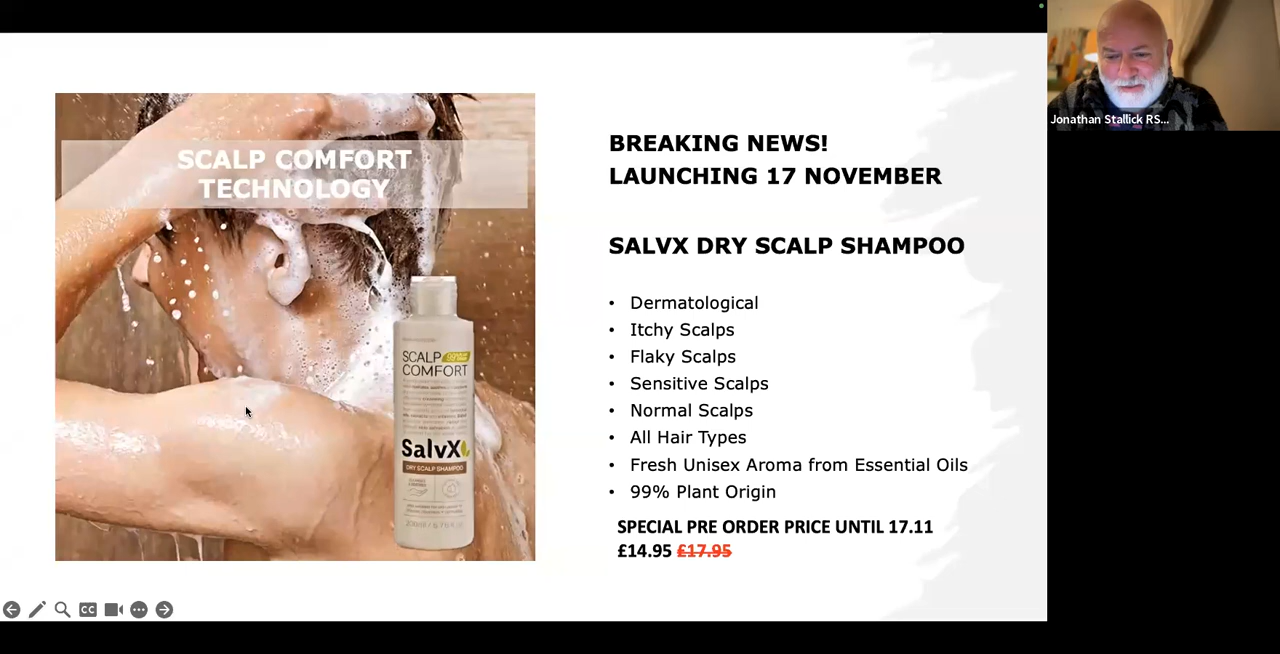 SCALP COMFORT
TECHNOLOGY
SCALP
COMFORT
SalvX
DRY SCALP SHAMPOO
BREAKING NEWS!
LAUNCHING 17 NOVEMBER
SALVX DRY SCALP SHAMPOO
• Dermatological
• Itchy Scalps
• Flaky Scalps
• Sensitive Scalps
• Normal Scalps
• All Hair Types
• Fresh Unisex Aroma from Essential Oils
• 99% Plant Origin
SPECIAL PRE ORDER PRICE UNTIL 17.11
£14.95 £17.95
CC
Jonathan Stallick RS...